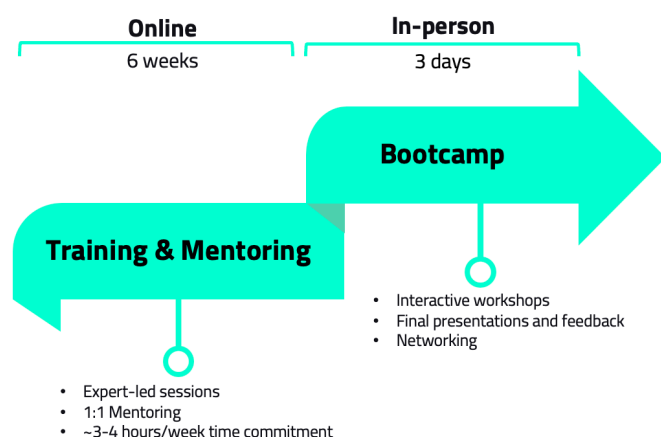 Online
6 weeks
In-person
3 days
Bootcamp
Training & Mentoring
• Interactive workshops
• Final presentations and feedback
• Networking
• Expert-led sessions
• 1:1 Mentoring
• ~3-4 hours/week time commitment